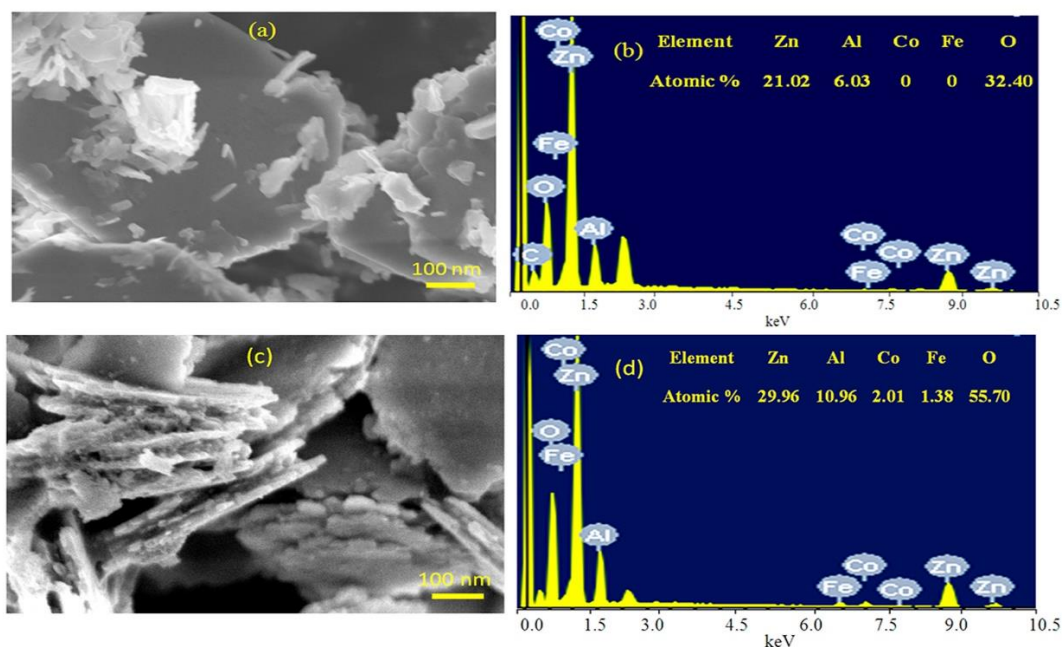 (a)
100 nm
(b)
Element Zn Al Co Fe O
Atomic % 21.02 6.03 0 0 32.40
Co
Zn
Fe
O
Al
C
Co
Co
Fe
Zn
Zn
0.0 1.5 3.0 4.5 6.0 7.5 9.0 10.5
keV
(c)
100 nm
(d)
Element Zn Al Co Fe O
Atomic % 29.96 10.96 2.01 1.38 55.70
Co
Zn
O
Fe
Al
Co
Fe
Co
Zn
Zn
0.0 1.5 3.0 4.5 6.0 7.5 9.0 10.5
keV